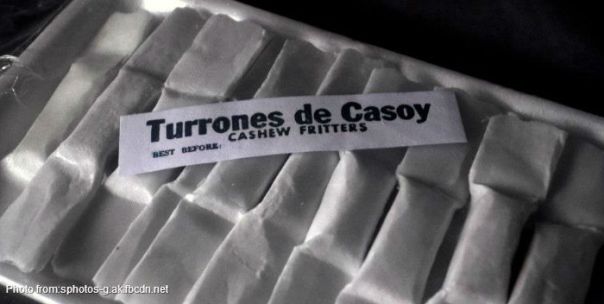 Turrones de Casoy
CASHEW FRITTERS
BEST BEFORE:
Photo from:sphotos-g.ak.fbcdn.net